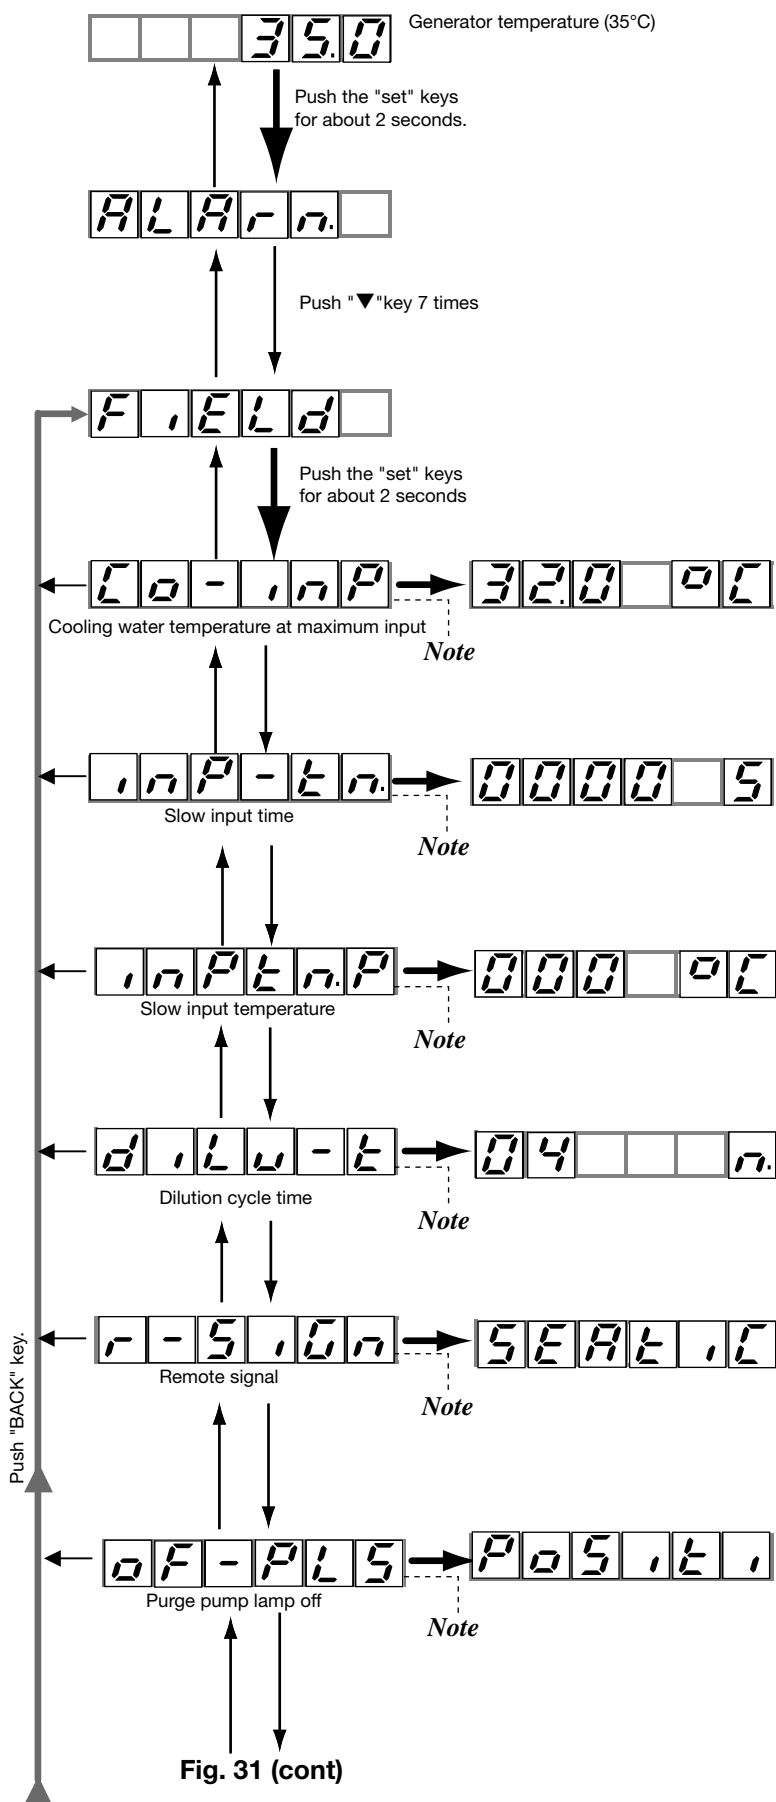 35.0 Generator temperature (35°C)
Push the "set" keys
for about 2 seconds.
ALArn.
Push "▼"key 7 times
FiELd
Push the "set" keys
for about 2 seconds
Co-inP 32.0 °C
Cooling water temperature at maximum input
Note
inP-tn. 0000 S
Slow input time
Note
inPtn.P 000 °C
Slow input temperature
Note
diLu-t 04 n.
Dilution cycle time
Note
r-SiGn SEAtiC
Remote signal
Note
Push "BACK" key.
oF-PLS PoSiti
Purge pump lamp off
Note
Fig. 31 (cont)